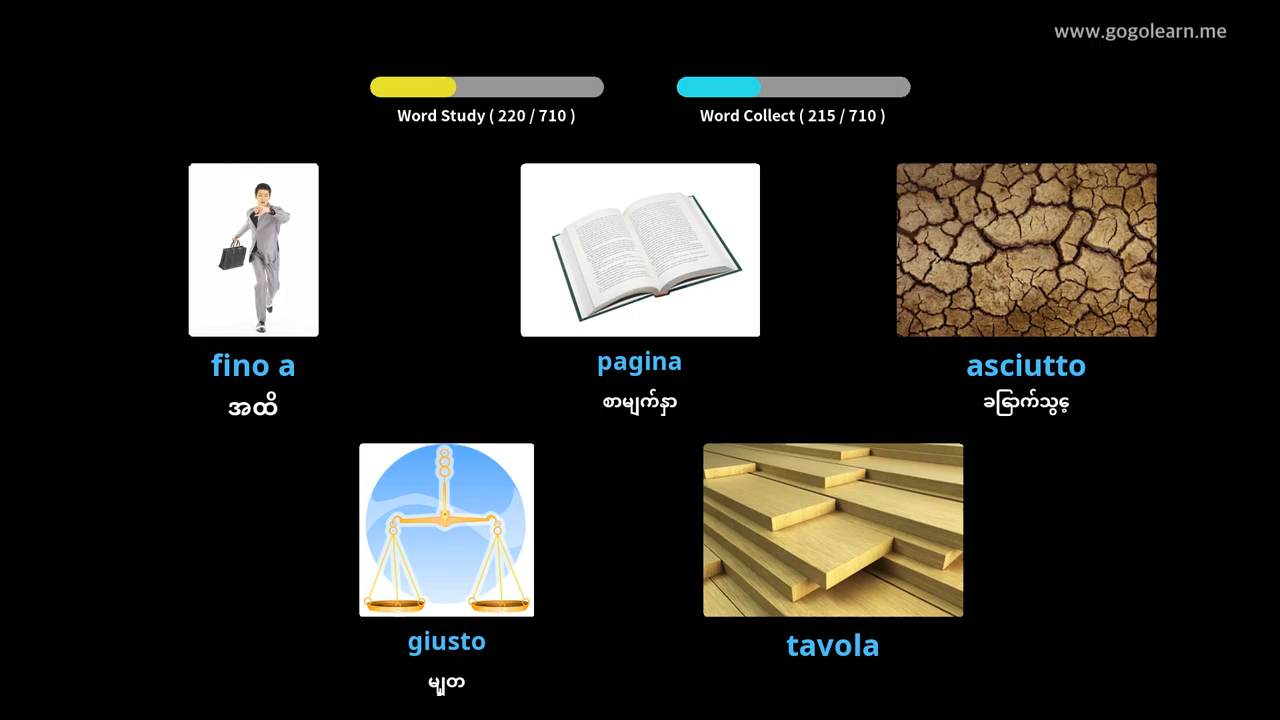 www.gogolearn.me
Word Study ( 220 / 710 )
Word Collect ( 215 / 710 )
fino a
အထိ
pagina
စာမျက်နှာ
asciutto
ခြောက်သွေ့
giusto
မျှတ
tavola